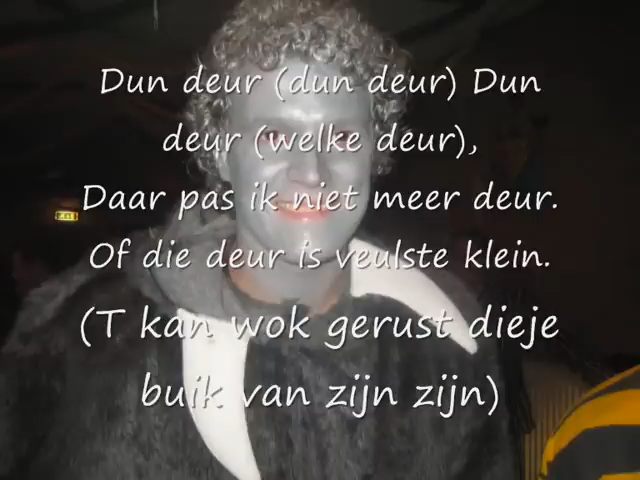 Dun deur (dun deur) Dun
deur (welke deur),
Daar pas ik niet meer deur.
Of die deur is veulste klein.
(T kan wok gerust dieje
buik van zijn zijn)